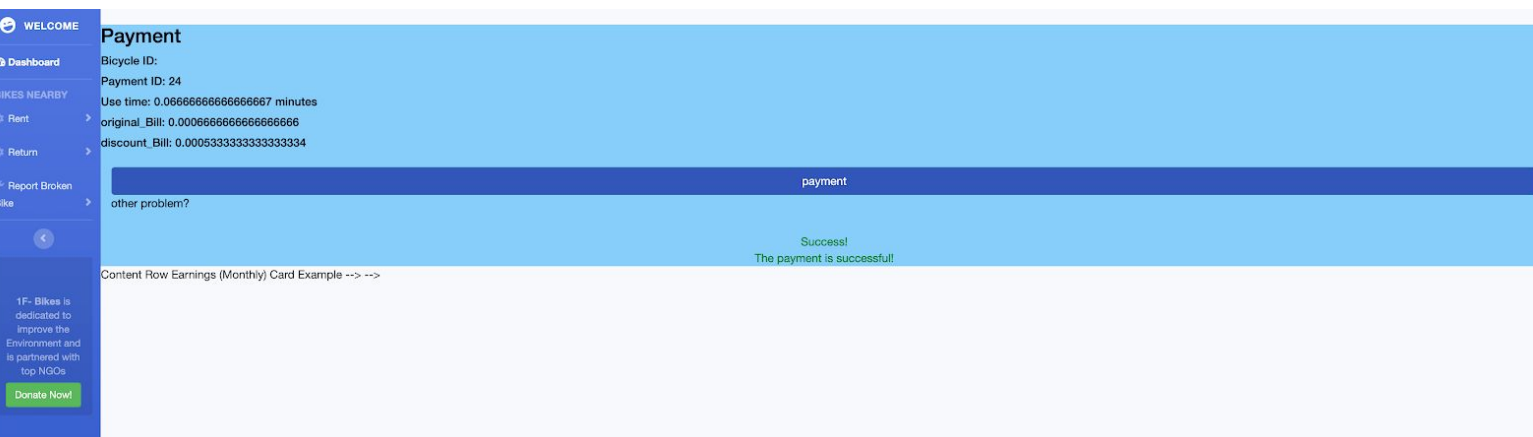 WELCOME
Dashboard
BIKES NEARBY
Rent
Return
Report Broken
Bike
1F- Bikes is
dedicated to
improve the
Environment and
is partnered with
top NGOs
Donate Now!
Payment
Bicycle ID:
Payment ID: 24
Use time: 0.06666666666666667 minutes
original_Bill: 0.0006666666666666666
discount_Bill: 0.0005333333333333334
payment
other problem?
Success!
The payment is successful!
Content Row Earnings (Monthly) Card Example --> -->